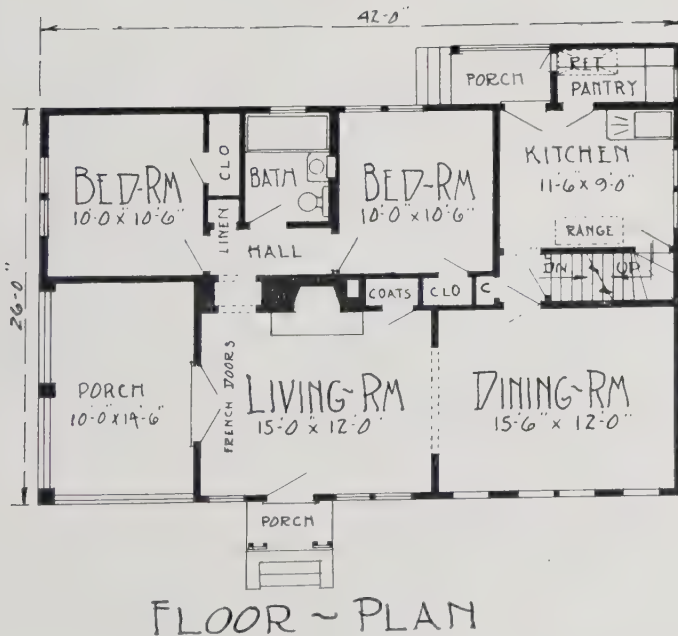 42'-0"
PORCH
REF.
PANTRY
BED-RM
10'-0" X 10'-6"
CLO
BATH
BED-RM
10'-0" X 10'-6"
KITCHEN
11'-6" X 9'-0"
LINEN
HALL
RANGE
DN
UP
COATS
CLO
C
26'-0"
PORCH
10'-0" X 14'-6"
FRENCH DOORS
LIVING~RM
15'-0" X 12'-0"
DINING~RM
15'-6" X 12'-0"
PORCH
FLOOR ~ PLAN